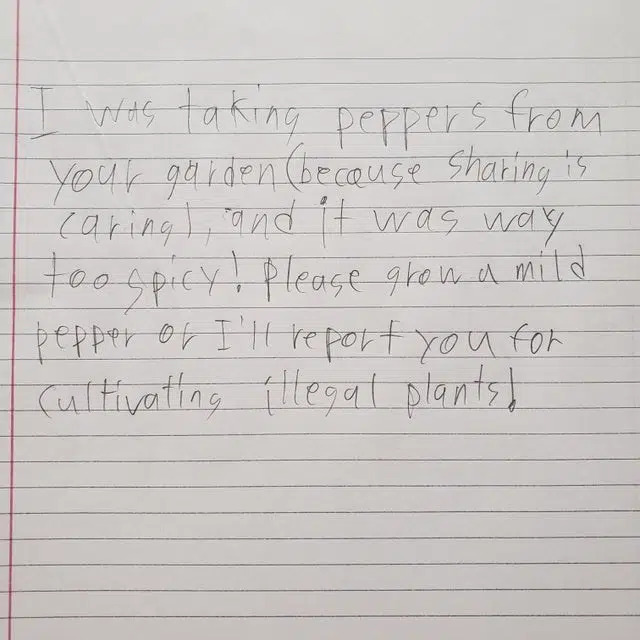 I was taking peppers from
your garden (because sharing is
caring), and it was way
too spicy! Please grow a mild
pepper or I'll report you for
cultivating illegal plants!